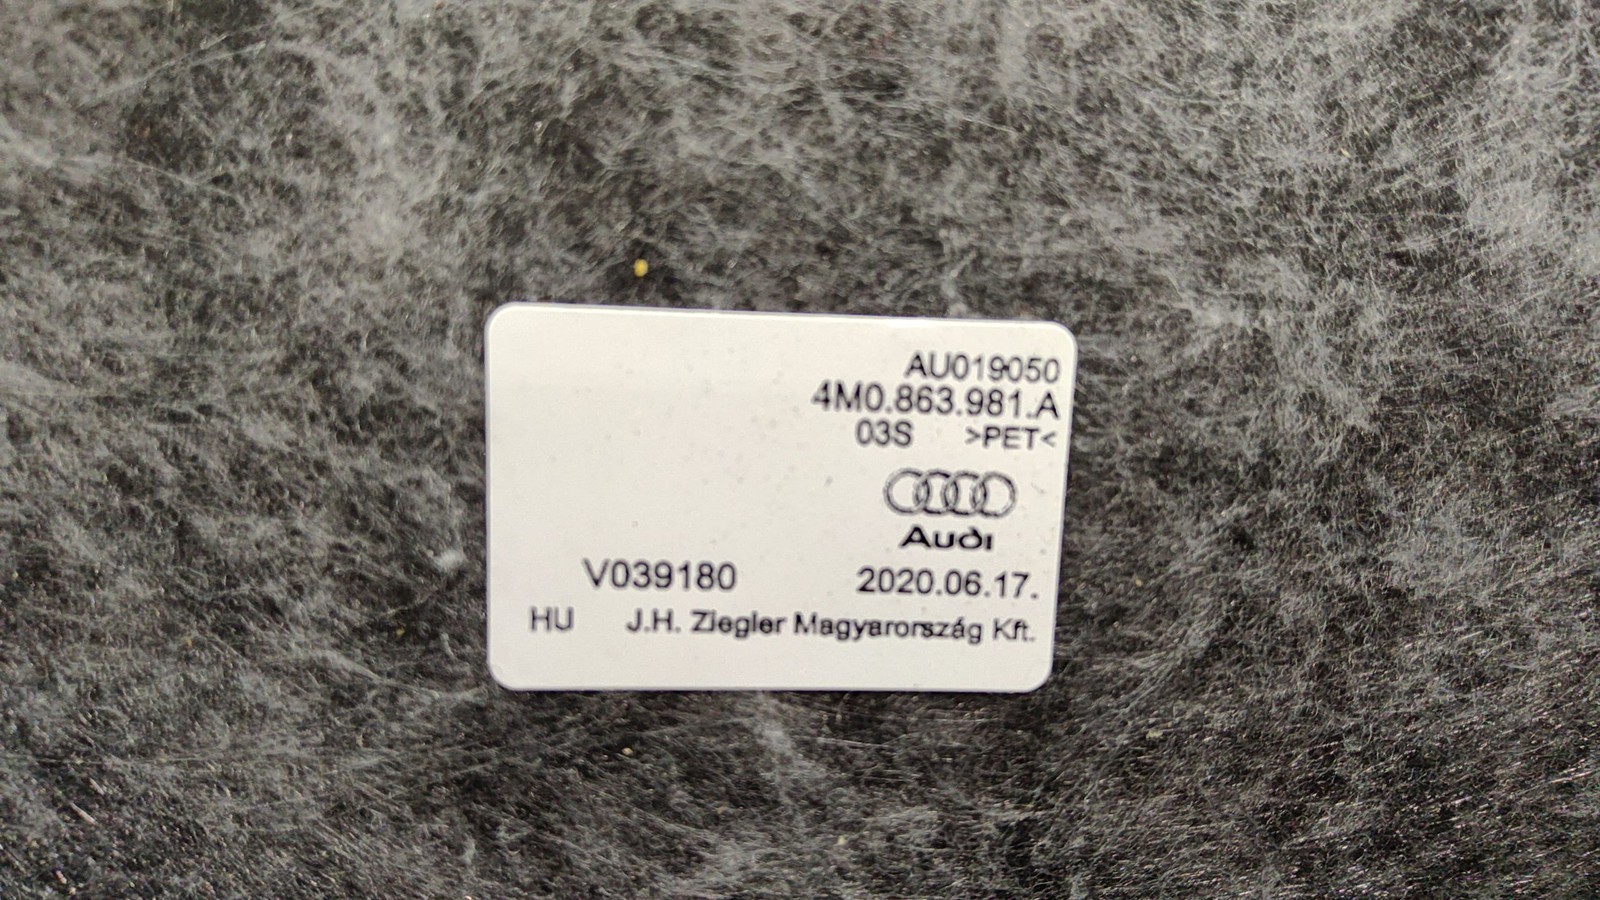 AU019050
4M0.863.981.A
03S >PET<
Audi
V039180 2020.06.17.
HU J.H. Ziegler Magyarország Kft.